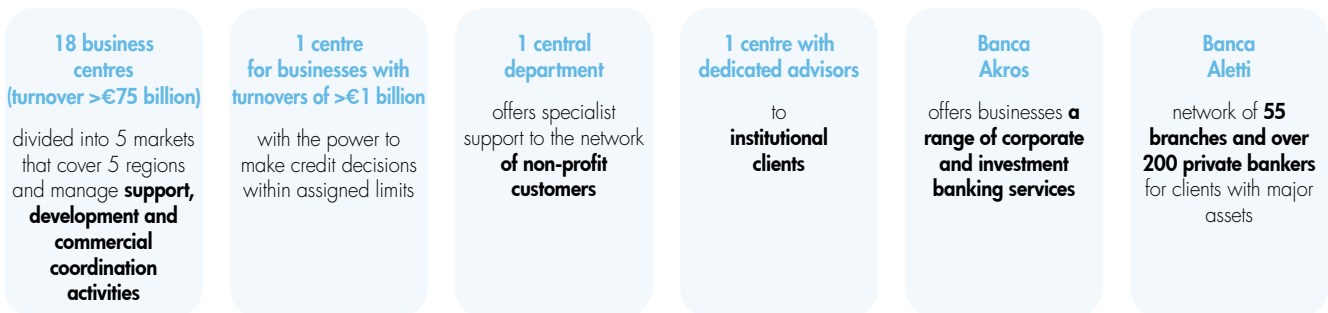 18 business
centres
(turnover >€75 billion)
divided into 5 markets
that cover 5 regions
and manage support,
development and
commercial
coordination
activities
1 centre
for businesses with
turnovers of >€1 billion
with the power to
make credit decisions
within assigned limits
1 central
department
offers specialist
support to the network
of non-profit
customers
1 centre with
dedicated advisors
to
institutional
clients
Banca
Akros
offers businesses a
range of corporate
and investment
banking services
Banca
Aletti
network of 55
branches and over
200 private bankers
for clients with major
assets